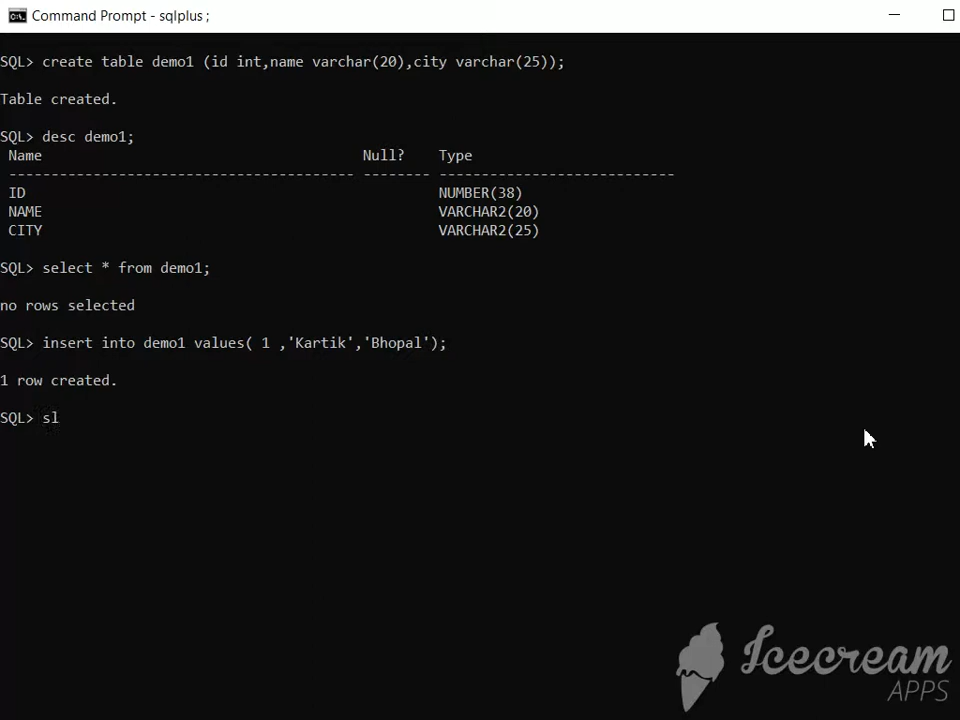 Command Prompt - sqlplus ;
SQL> create table demo1 (id int,name varchar(20),city varchar(25));
Table created.
SQL> desc demo1;
Name Null? Type
----------------------------------------- -------- ----------------------------
ID NUMBER(38)
NAME VARCHAR2(20)
CITY VARCHAR2(25)
SQL> select * from demo1;
no rows selected
SQL> insert into demo1 values( 1 ,'Kartik','Bhopal');
1 row created.
SQL> sl
Icecream
APPS